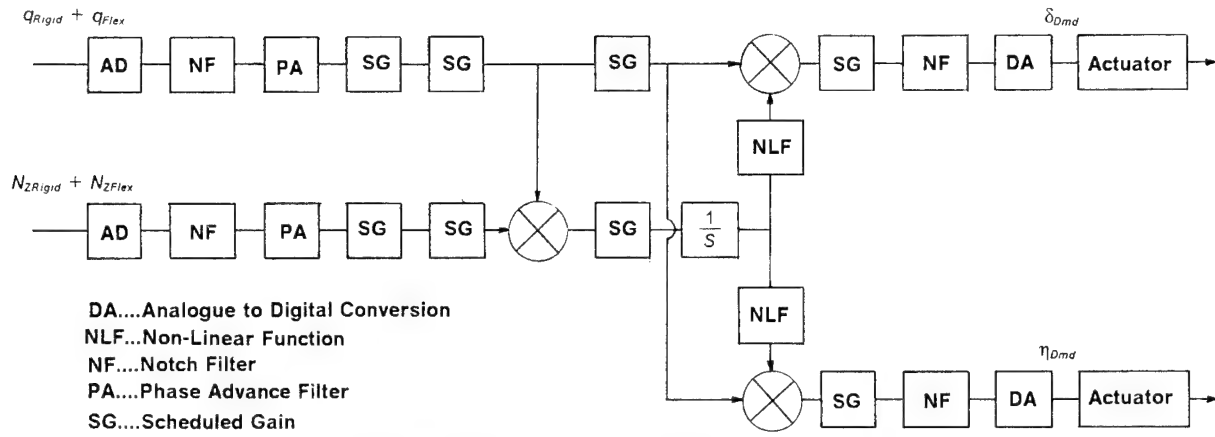 q_Rigid + q_Flex
δ_Dmd
AD NF PA SG SG SG SG NF DA Actuator
NLF
N_ZRigid + N_ZFlex
AD NF PA SG SG SG 1/S
NLF
DA....Analogue to Digital Conversion
NLF...Non-Linear Function
NF....Notch Filter
PA....Phase Advance Filter
SG....Scheduled Gain
η_Dmd
SG NF DA Actuator